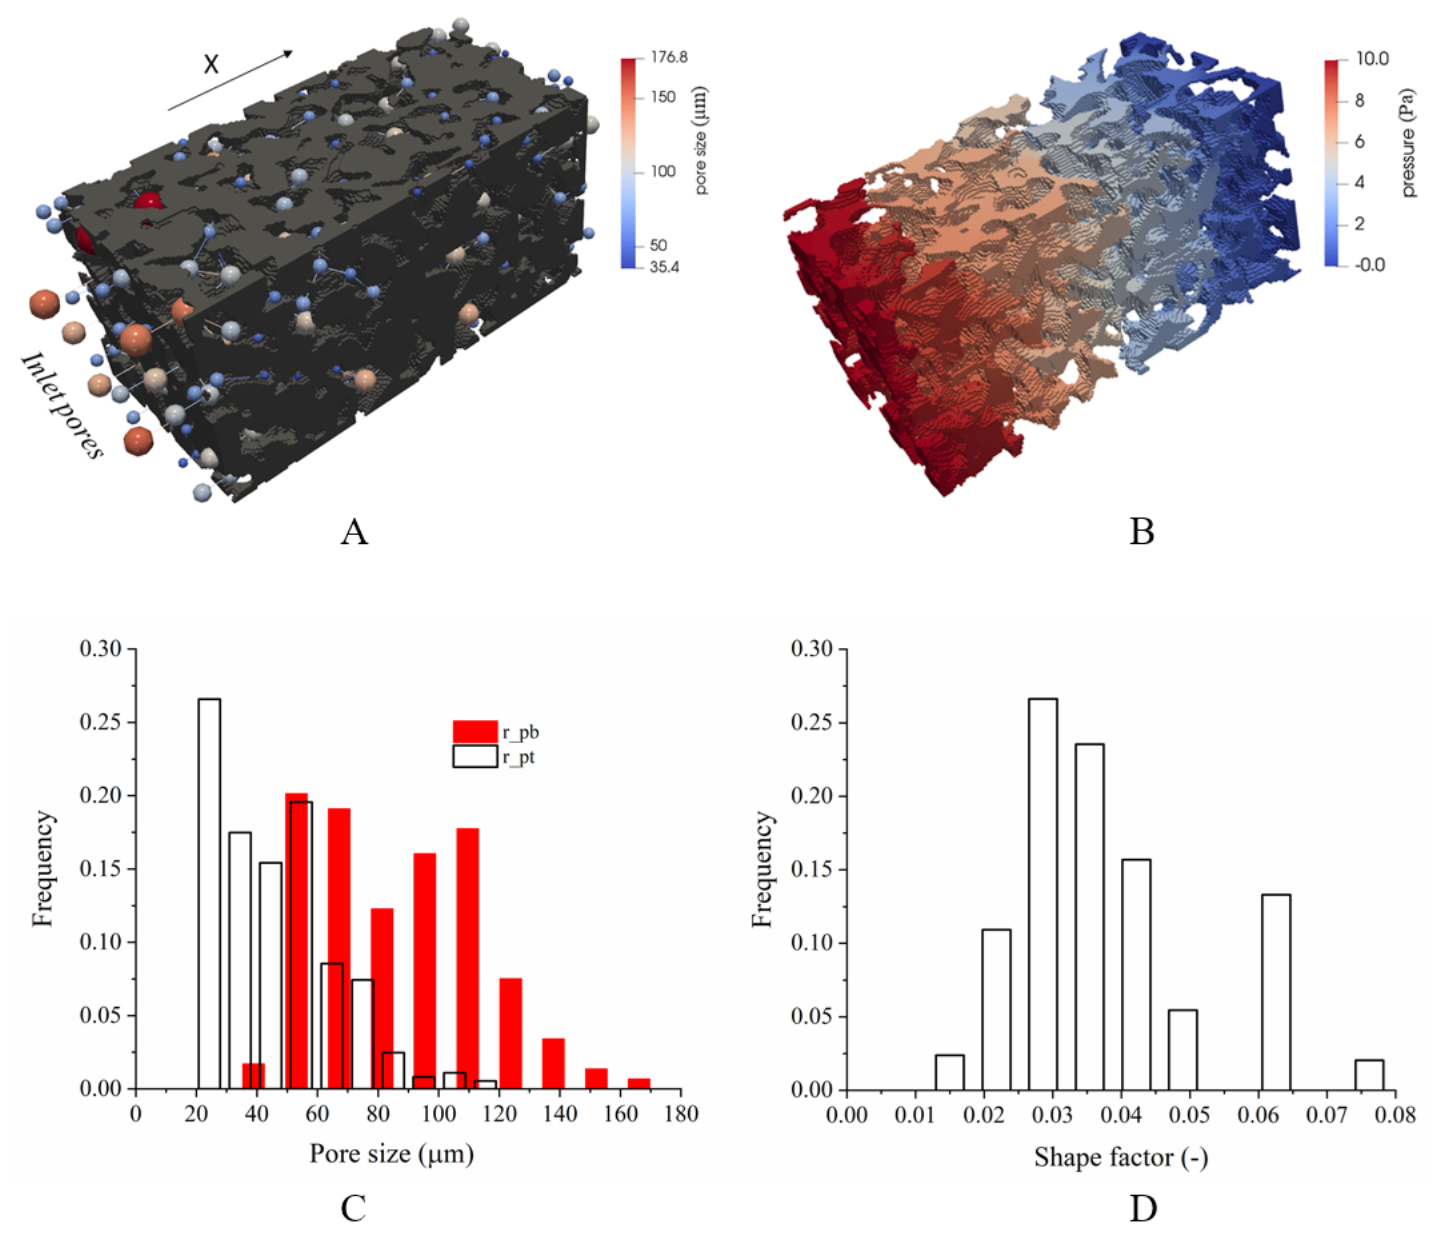 X
Inlet pores
176.8
150
100
50
35.4
pore size (μm)
A
10.0
8
6
4
2
-0.0
pressure (Pa)
B
0.30
0.25
0.20
0.15
0.10
0.05
0.00
Frequency
r_pb
r_pt
0 20 40 60 80 100 120 140 160 180
Pore size (μm)
C
0.30
0.25
0.20
0.15
0.10
0.05
0.00
Frequency
0.00 0.01 0.02 0.03 0.04 0.05 0.06 0.07 0.08
Shape factor (-)
D